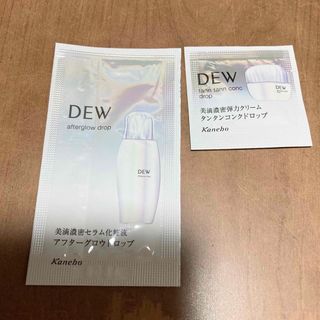 DEW
afterglow drop
DEW
美滴濃密セラム化粧液
アフターグロウドロップ
Kanebo
DEW
tann tann conc
drop
美滴濃密弾力クリーム
タンタンコンクドロップ
Kanebo